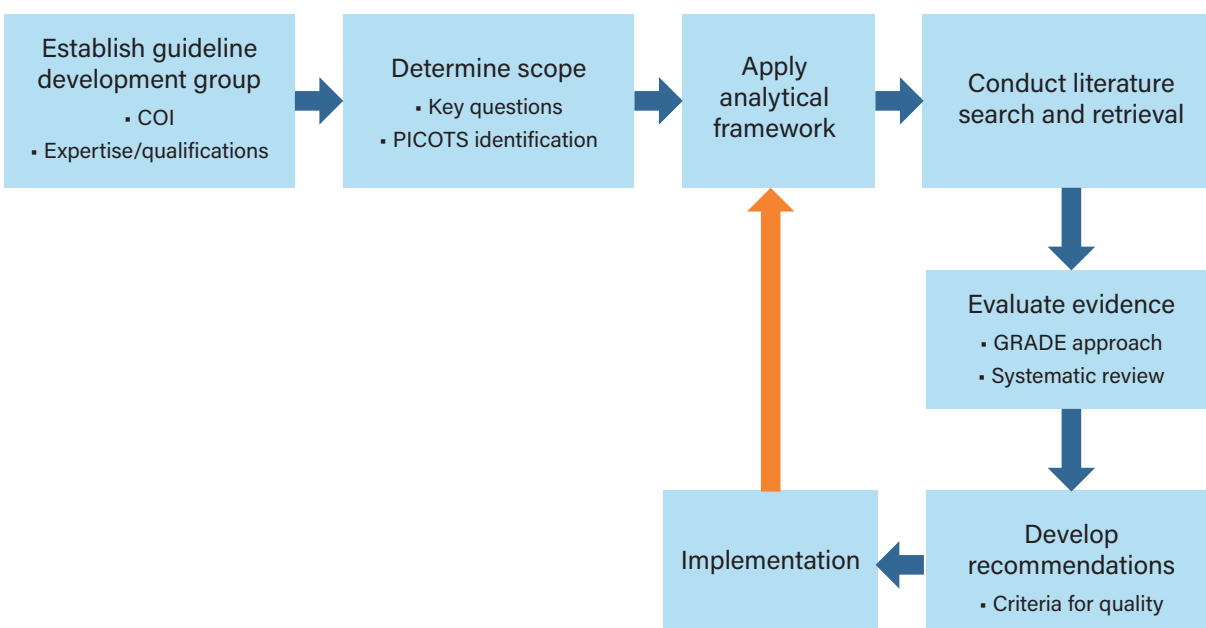 Establish guideline
development group
▪ COI
▪ Expertise/qualifications
Determine scope
▪ Key questions
▪ PICOTS identification
Apply
analytical
framework
Conduct literature
search and retrieval
Evaluate evidence
▪ GRADE approach
▪ Systematic review
Develop
recommendations
▪ Criteria for quality
Implementation